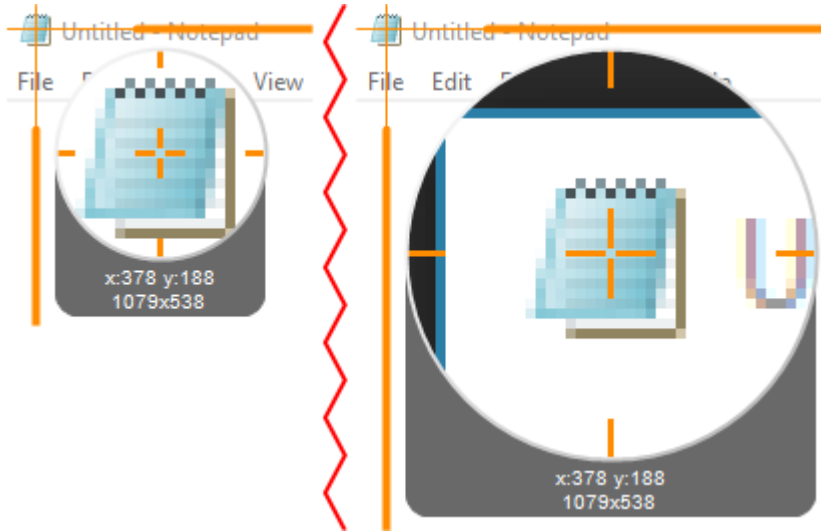 Untitled - Notepad
File
View
x:378 y:188
1079x538
Untitled - Notepad
File Edit
U
x:378 y:188
1079x538